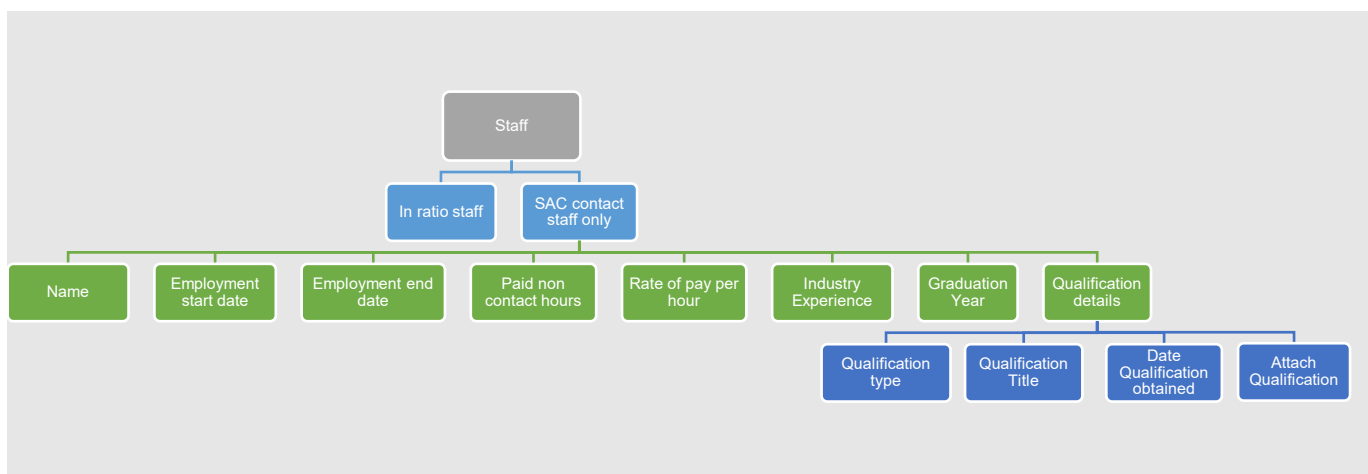 Staff
In ratio staff
SAC contact
staff only
Name
Employment
start date
Employment end
date
Paid non
contact hours
Rate of pay per
hour
Industry
Experience
Graduation
Year
Qualification
details
Qualification
type
Qualification
Title
Date
Qualification
obtained
Attach
Qualification